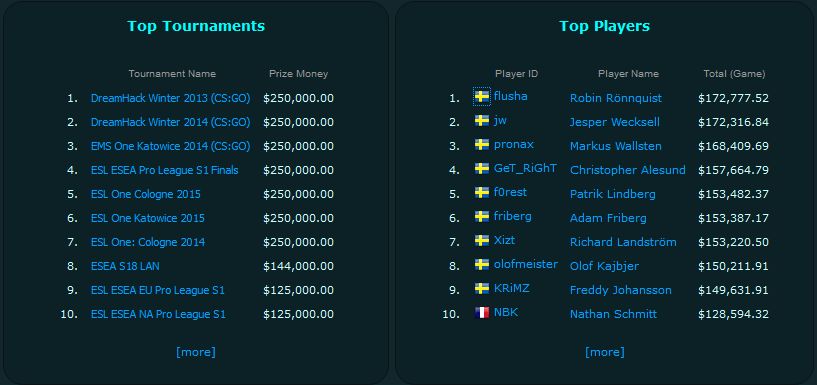 Top Tournaments
Tournament Name Prize Money
1. DreamHack Winter 2013 (CS:GO) $250,000.00
2. DreamHack Winter 2014 (CS:GO) $250,000.00
3. EMS One Katowice 2014 (CS:GO) $250,000.00
4. ESL ESEA Pro League S1 Finals $250,000.00
5. ESL One Cologne 2015 $250,000.00
6. ESL One Katowice 2015 $250,000.00
7. ESL One: Cologne 2014 $250,000.00
8. ESEA S18 LAN $144,000.00
9. ESL ESEA EU Pro League S1 $125,000.00
10. ESL ESEA NA Pro League S1 $125,000.00
[more]
Top Players
Player ID Player Name Total (Game)
1. flusha Robin Rönnquist $172,777.52
2. jw Jesper Wecksell $172,316.84
3. pronax Markus Wallsten $168,409.69
4. GeT_RiGhT Christopher Alesund $157,664.79
5. f0rest Patrik Lindberg $153,482.37
6. friberg Adam Friberg $153,387.17
7. Xizt Richard Landström $153,220.50
8. olofmeister Olof Kajbjer $150,211.91
9. KRiMZ Freddy Johansson $149,631.91
10. NBK Nathan Schmitt $128,594.32
[more]